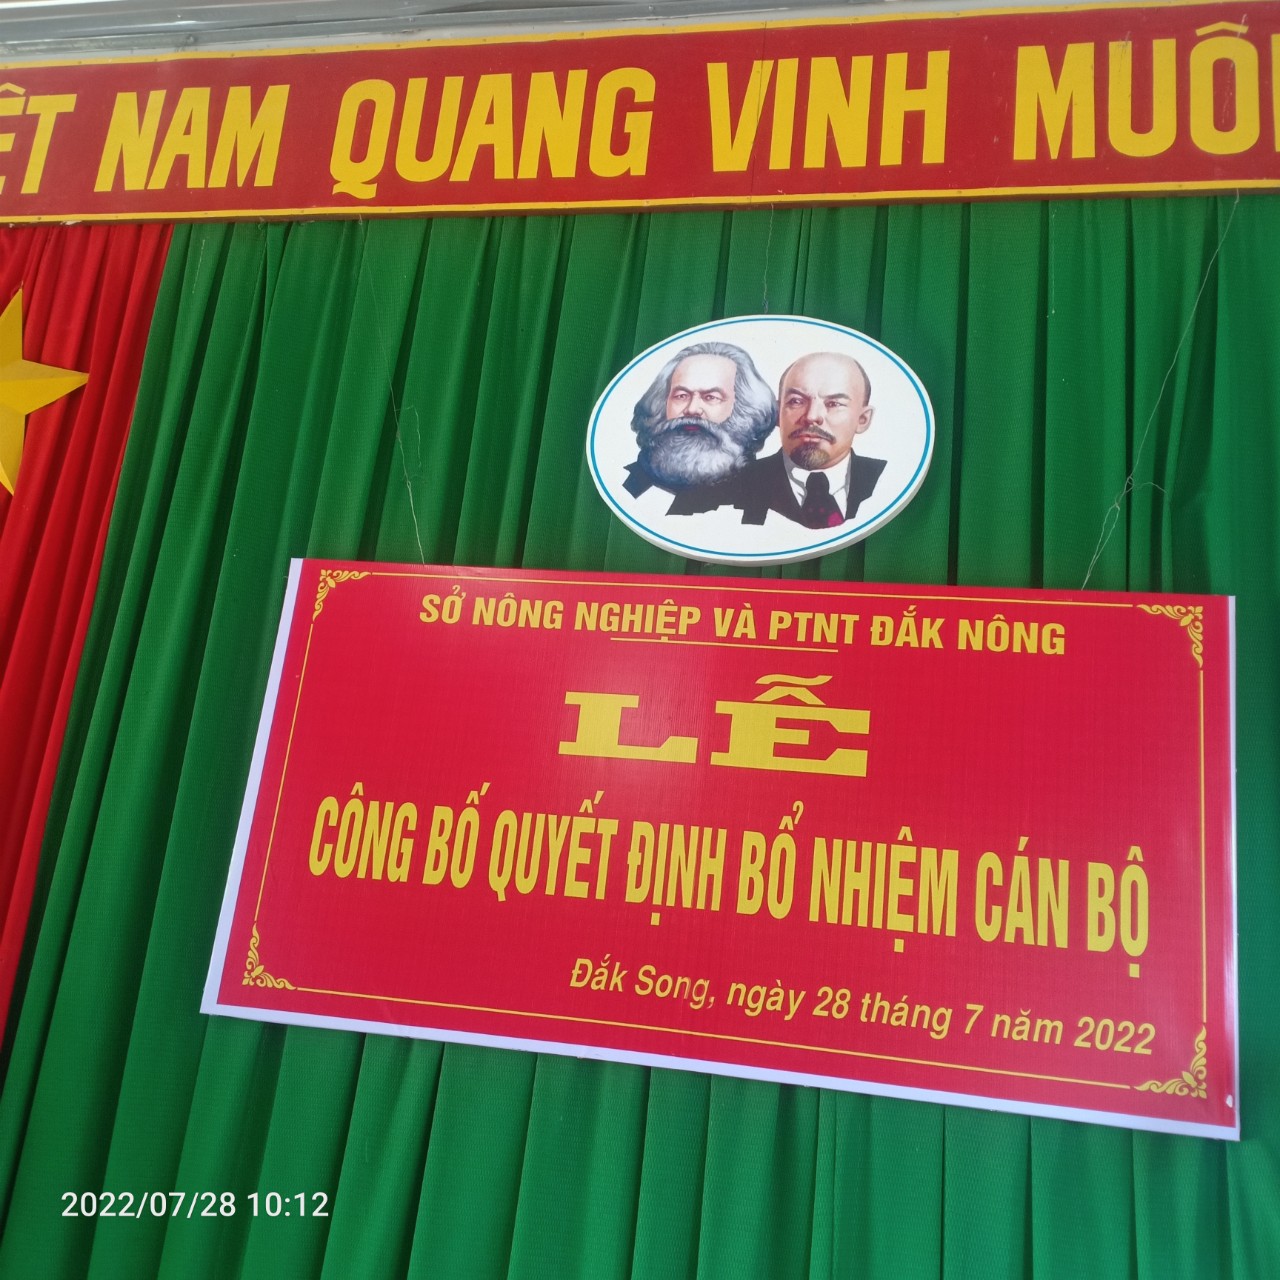 ỆT NAM QUANG VINH MUÔ
SỞ NÔNG NGHIỆP VÀ PTNT ĐẮK NÔNG
LỄ
CÔNG BỐ QUYẾT ĐỊNH BỔ NHIỆM CÁN BỘ
Đắk Song, ngày 28 tháng 7 năm 2022
2022/07/28 10:12